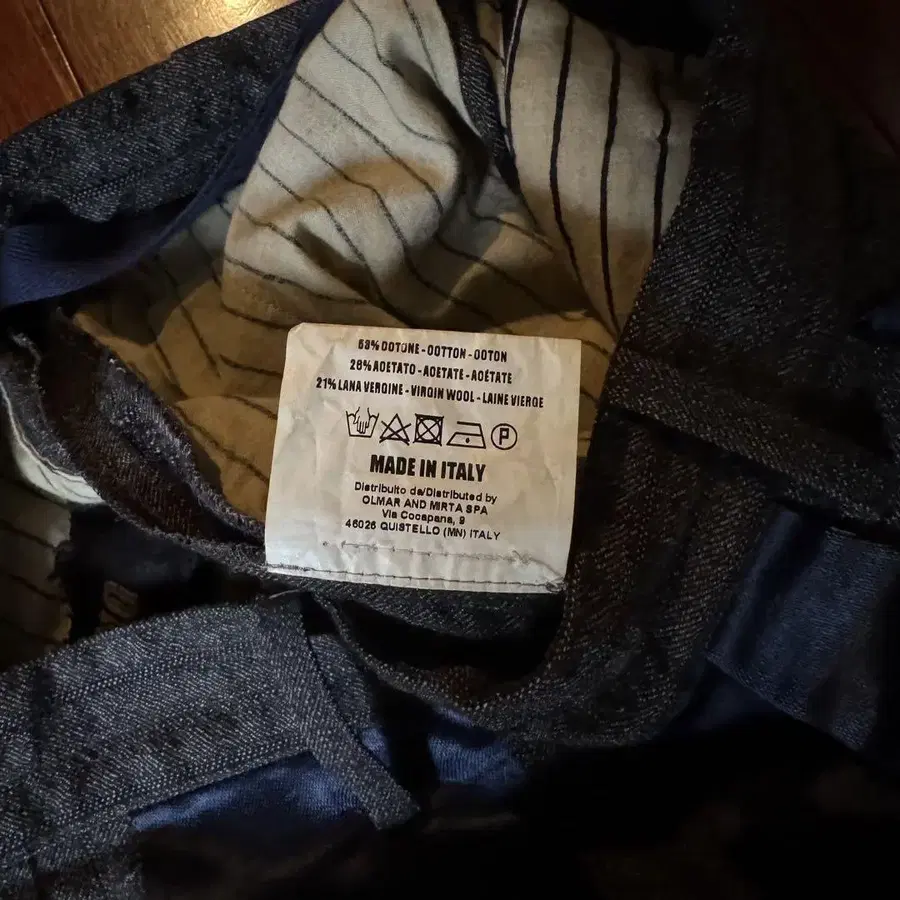 53% COTONE - COTTON - COTON
26% ACETATO - ACETATE - ACÉTATE
21% LANA VERGINE - VIRGIN WOOL - LAINE VIERGE
P
MADE IN ITALY
Distribuito da/Distributed by
OLMAR AND MIRTA SPA
Via Cocapana, 9
46026 QUISTELLO (MN) ITALY